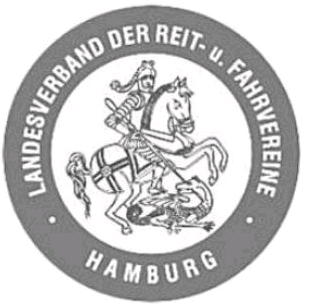 LANDESVERBAND DER REIT- u. FAHRVEREINE
· HAMBURG ·